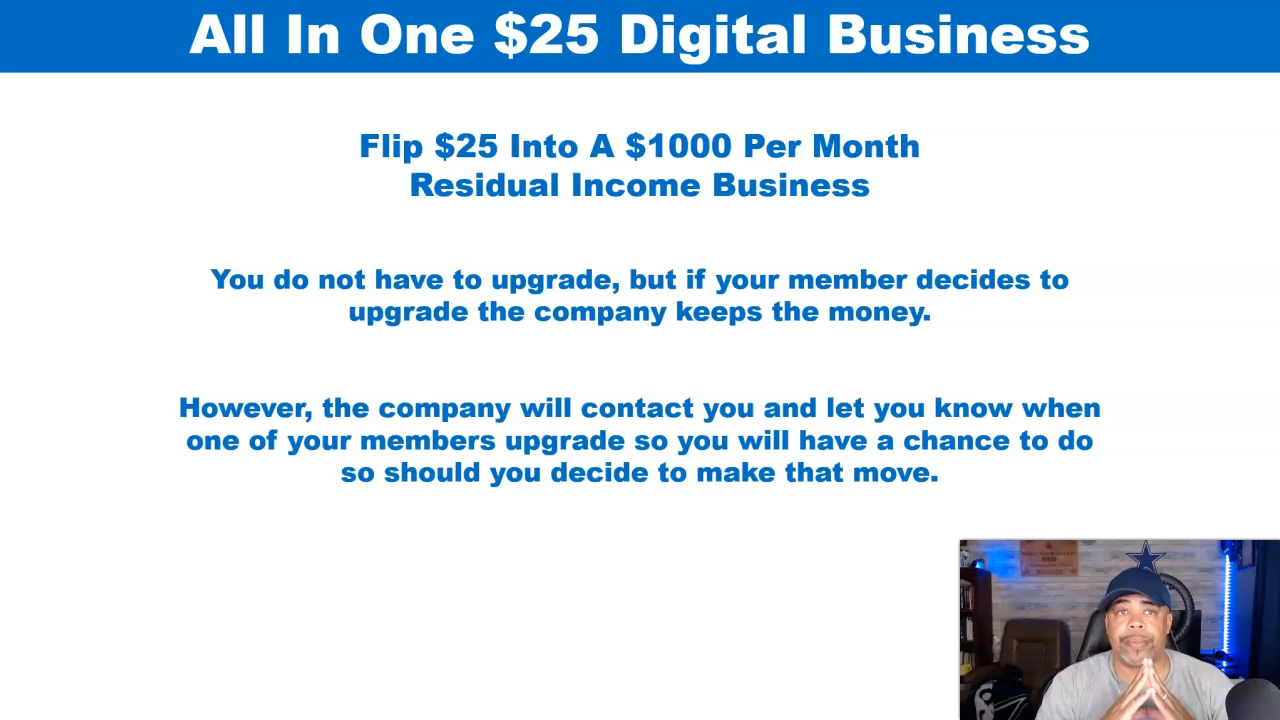 All In One $25 Digital Business
Flip $25 Into A $1000 Per Month
Residual Income Business
You do not have to upgrade, but if your member decides to
upgrade the company keeps the money.
However, the company will contact you and let you know when
one of your members upgrade so you will have a chance to do
so should you decide to make that move.